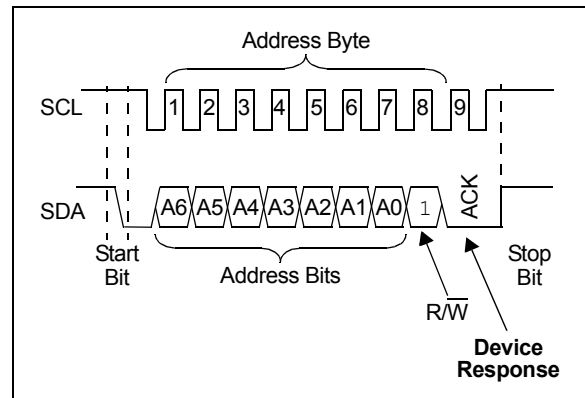 Address Byte
SCL 1 2 3 4 5 6 7 8 9
SDA A6 A5 A4 A3 A2 A1 A0 1 ACK
Start
Bit
Address Bits
R/W̅
Stop
Bit
Device
Response